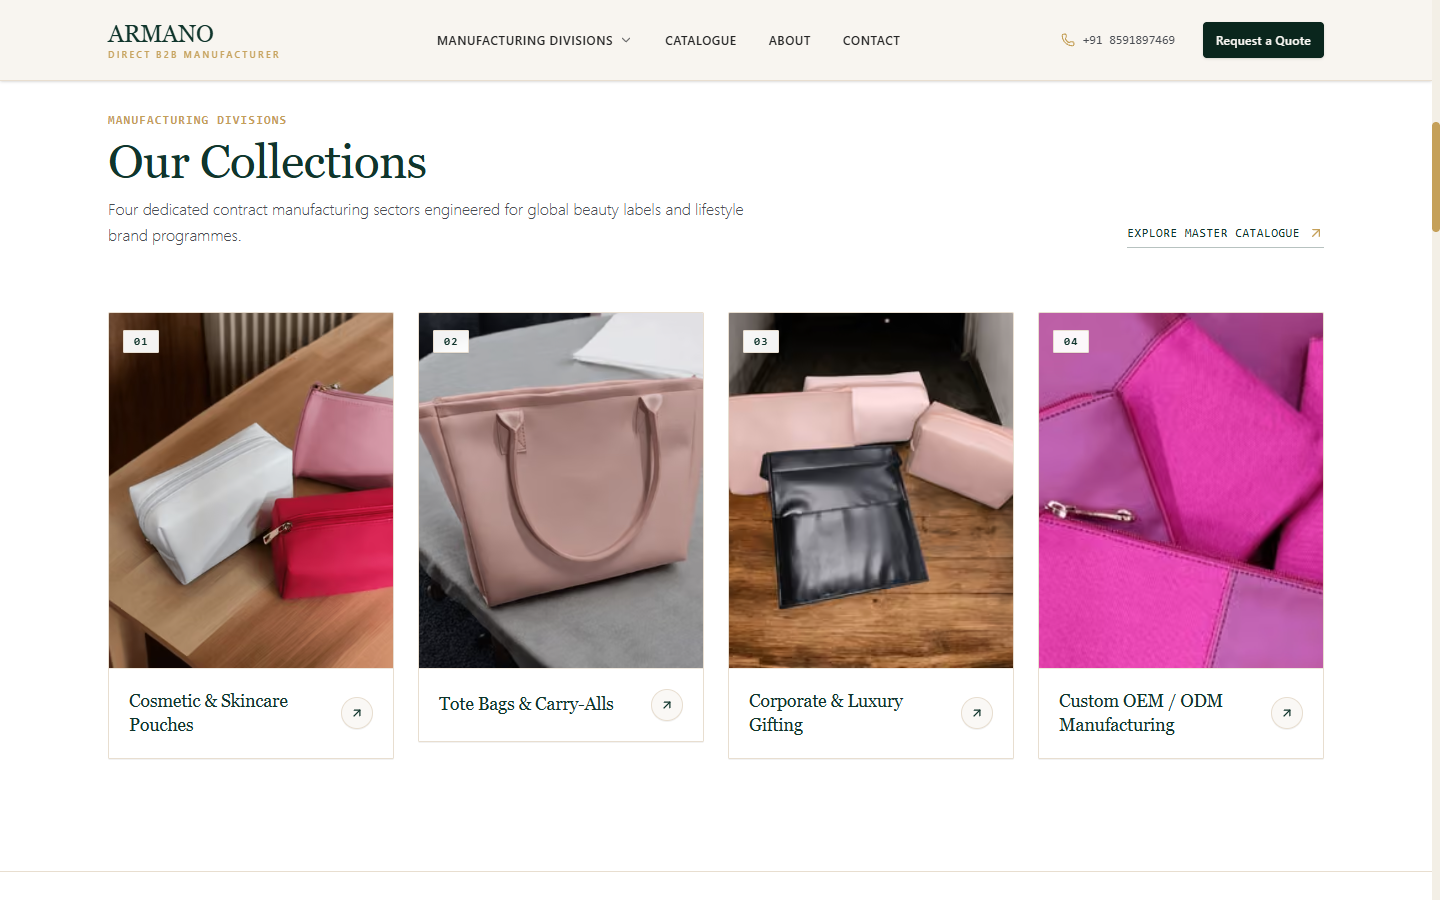 ARMANO
DIRECT B2B MANUFACTURER
MANUFACTURING DIVISIONS
CATALOGUE
ABOUT
CONTACT
+91 8591897469
Request a Quote
MANUFACTURING DIVISIONS
Our Collections
Four dedicated contract manufacturing sectors engineered for global beauty labels and lifestyle
brand programmes.
EXPLORE MASTER CATALOGUE
01
02
03
04
Cosmetic & Skincare
Pouches
Tote Bags & Carry-Alls
Corporate & Luxury
Gifting
Custom OEM / ODM
Manufacturing